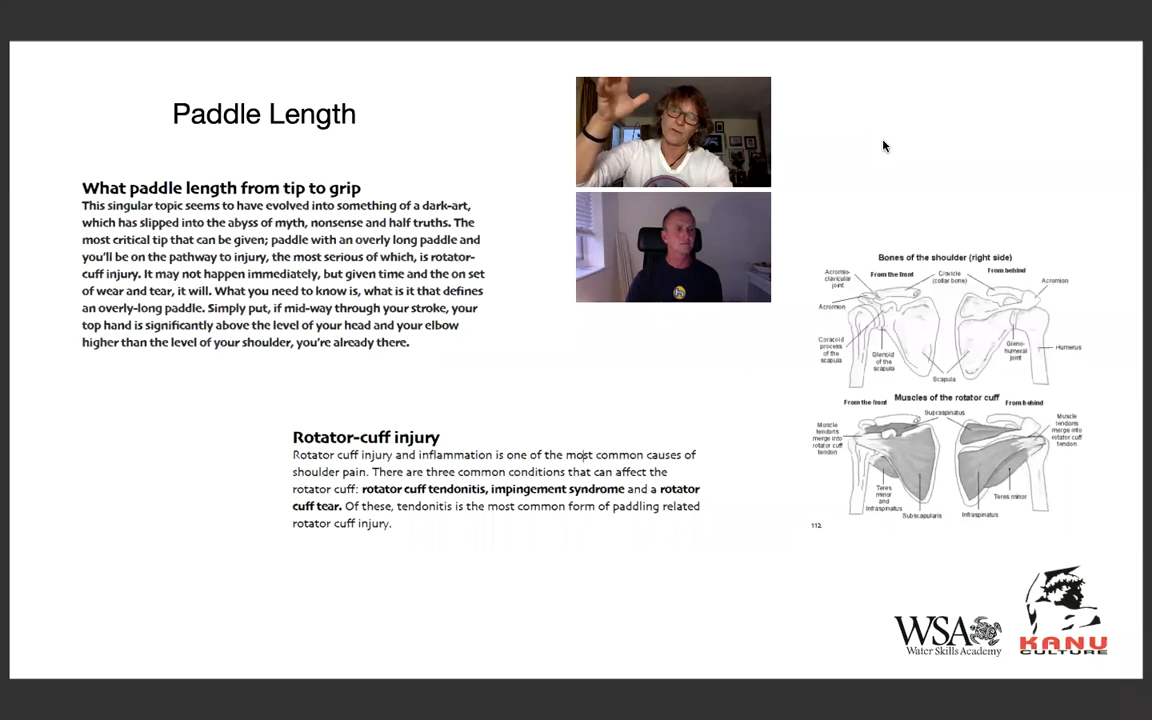 Paddle Length
What paddle length from tip to grip
This singular topic seems to have evolved into something of a dark-art,
which has slipped into the abyss of myth, nonsense and half truths. The
most critical tip that can be given; paddle with an overly long paddle and
you'll be on the pathway to injury, the most serious of which, is rotator-
cuff injury. It may not happen immediately, but given time and the on set
of wear and tear, it will. What you need to know is, what is it that defines
an overly-long paddle. Simply put, if mid-way through your stroke, your
top hand is significantly above the level of your head and your elbow
higher than the level of your shoulder, you're already there.
Rotator-cuff injury
Rotator cuff injury and inflammation is one of the most common causes of
shoulder pain. There are three common conditions that can affect the
rotator cuff: rotator cuff tendonitis, impingement syndrome and a rotator
cuff tear. Of these, tendonitis is the most common form of paddling related
rotator cuff injury.
Bones of the shoulder (right side)
From the front
From behind
Acromio-
clavicular
joint
Clavicle
(collar bone)
Acromion
Acromion
Coracoid
process
of the
scapula
Glenoid
of the
scapula
Gleno-
humeral
joint
Humerus
Scapula
Muscles of the rotator cuff
From the front
From behind
Supraspinatus
Muscle
tendons
merge into
rotator cuff
tendon
Muscle
tendons
merge into
rotator cuff
tendon
Teres
minor
and
Infraspinatus
Subscapularis
Teres minor
Infraspinatus
112
WSA
Water Skills Academy
KANU
CULTURE